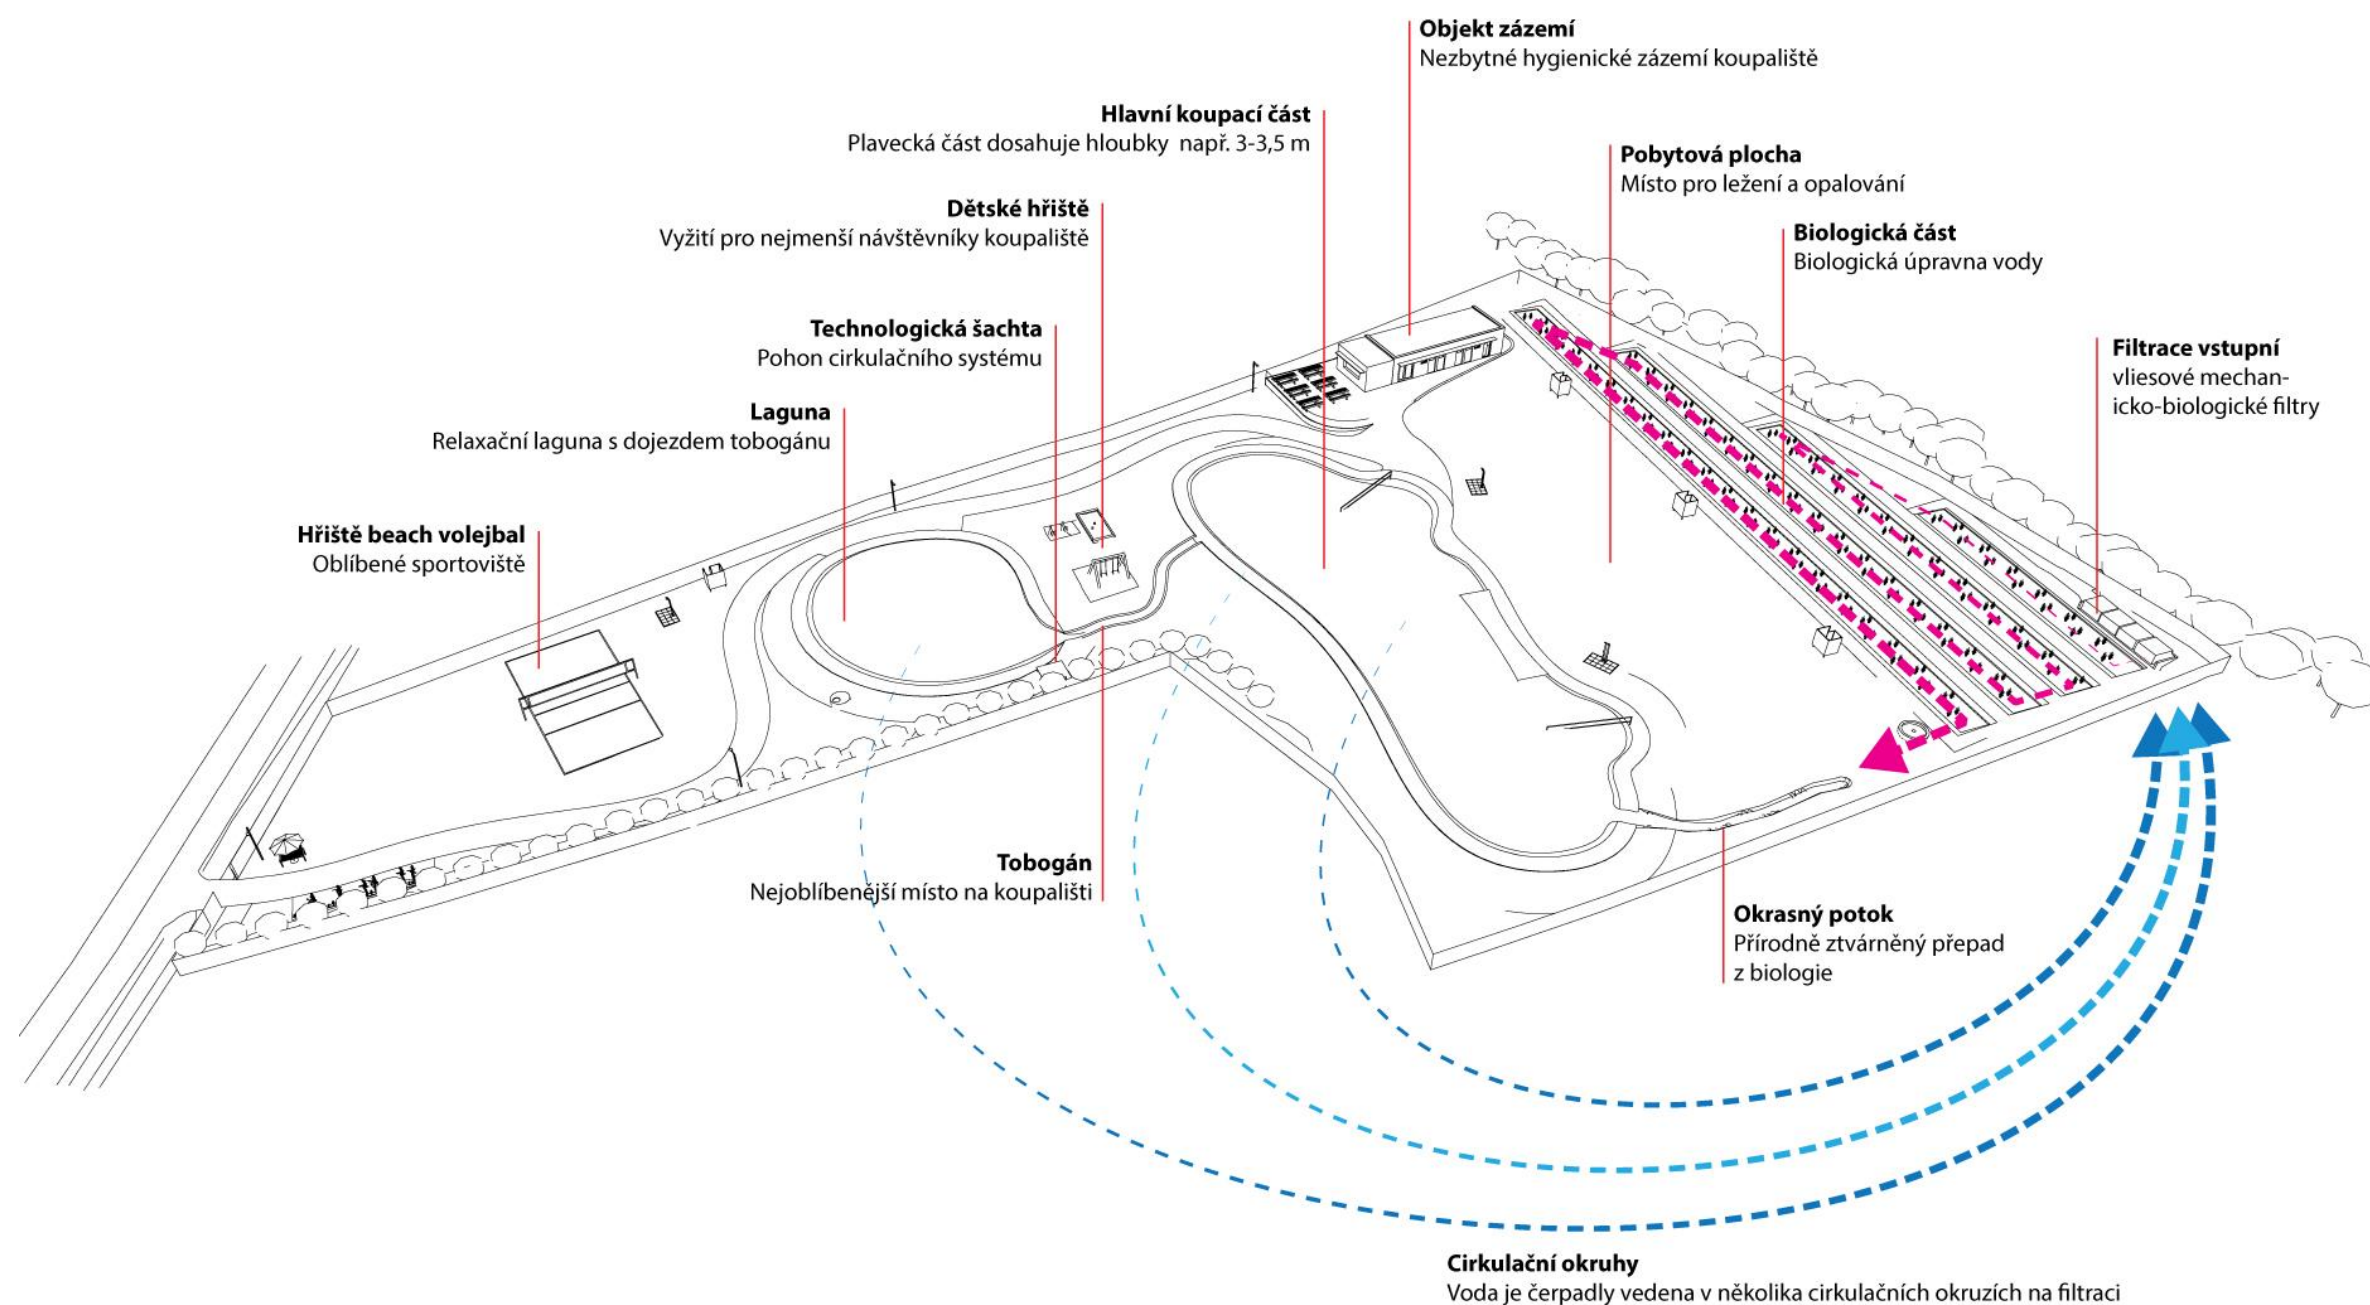 Objekt zázemí
Nezbytné hygienické zázemí koupaliště
Hlavní koupací část
Plavecká část dosahuje hloubky  např. 3-3,5 m
Pobytová plocha
Místo pro ležení a opalování
Dětské hřiště
Vyžití pro nejmenší návštěvníky koupaliště
Biologická část
Biologická úpravna vody
Technologická šachta
Pohon cirkulačního systému
Filtrace vstupní
vliesové mechan-
icko-biologické filtry
Laguna
Relaxační laguna s dojezdem tobogánu
Hřiště beach volejbal
Oblíbené sportoviště
Tobogán
Nejoblíbenější místo na koupališti
Okrasný potok
Přírodně ztvárněný přepad
z biologie
Cirkulační okruhy
Voda je čerpadly vedena v několika cirkulačních okruzích na filtraci